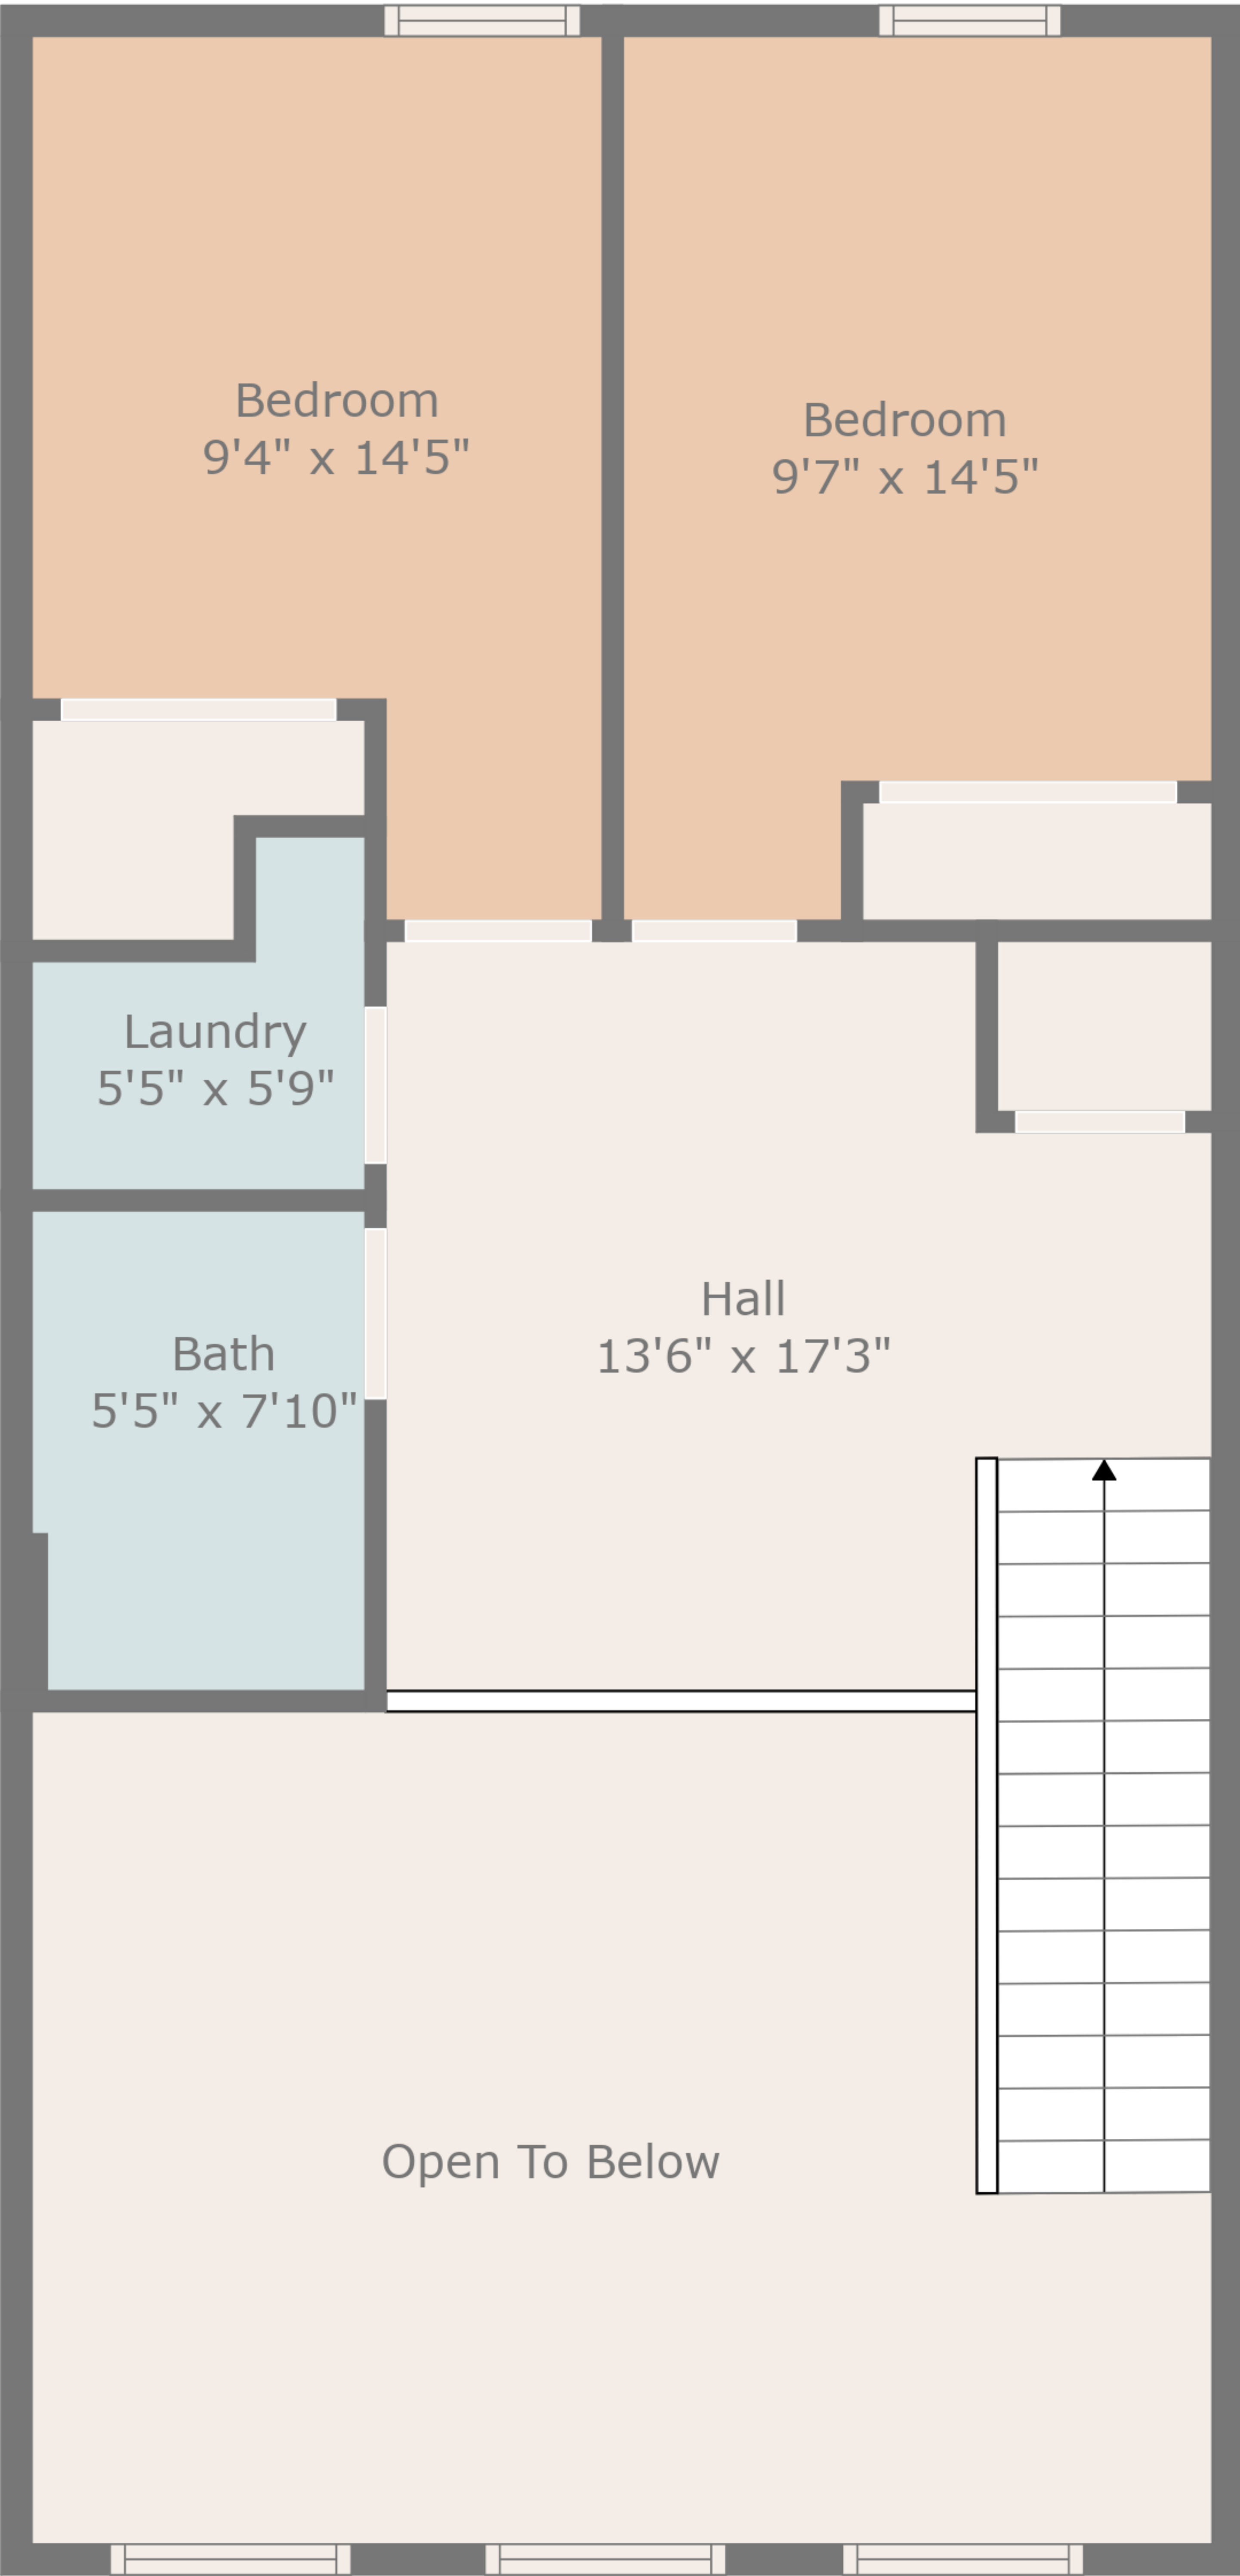 Bedroom
9'4" x 14'5"
Bedroom
9'7" x 14'5"
Laundry
5'5" x 5'9"
Hall
13'6" x 17'3"
Bath
5'5" x 7'10"
Open To Below